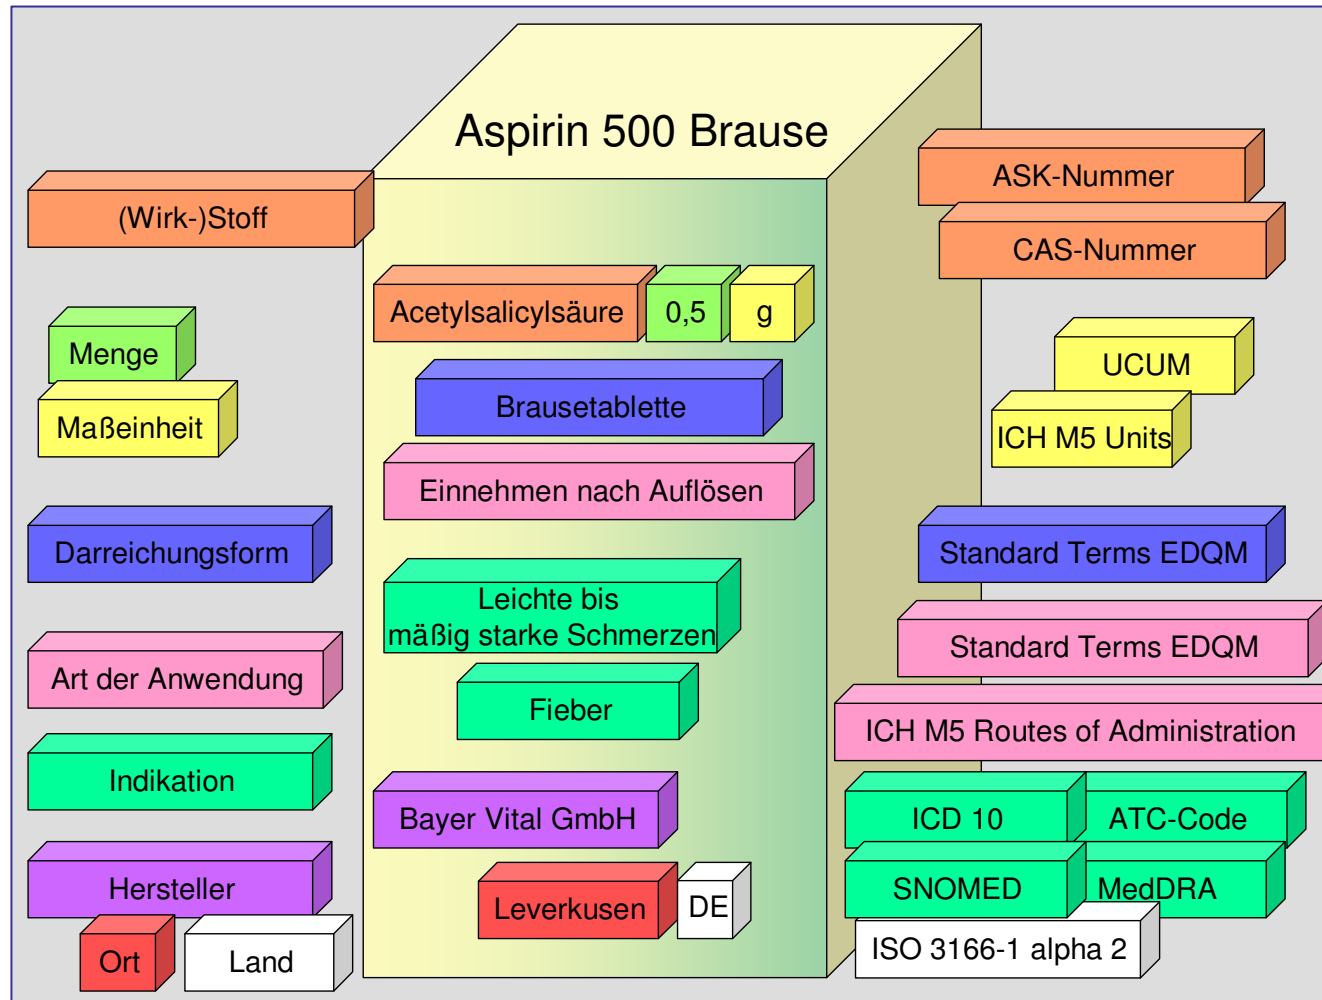 Aspirin 500 Brause
(Wirk-)Stoff
Menge
Maßeinheit
Darreichungsform
Art der Anwendung
Indikation
Hersteller
Ort
Land
Acetylsalicylsäure
0,5
g
Brausetablette
Einnehmen nach Auflösen
Leichte bis
mäßig starke Schmerzen
Fieber
Bayer Vital GmbH
Leverkusen
DE
ASK-Nummer
CAS-Nummer
UCUM
ICH M5 Units
Standard Terms EDQM
Standard Terms EDQM
ICH M5 Routes of Administration
ICD 10
ATC-Code
SNOMED
MedDRA
ISO 3166-1 alpha 2